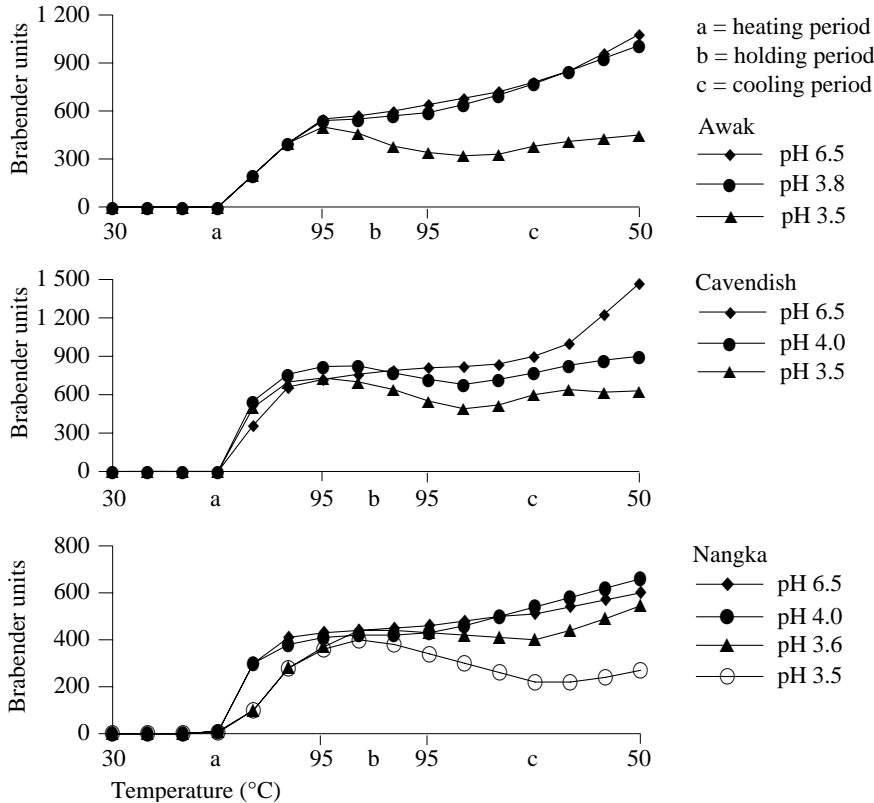 Brabender units
1 200
900
600
300
0
30 a 95 b 95 c 50
a = heating period
b = holding period
c = cooling period
Awak
pH 6.5
pH 3.8
pH 3.5
Brabender units
1 500
1 200
900
600
300
0
30 a 95 b 95 c 50
Cavendish
pH 6.5
pH 4.0
pH 3.5
Brabender units
800
600
400
200
0
30 a 95 b 95 c 50
Temperature (°C)
Nangka
pH 6.5
pH 4.0
pH 3.6
pH 3.5